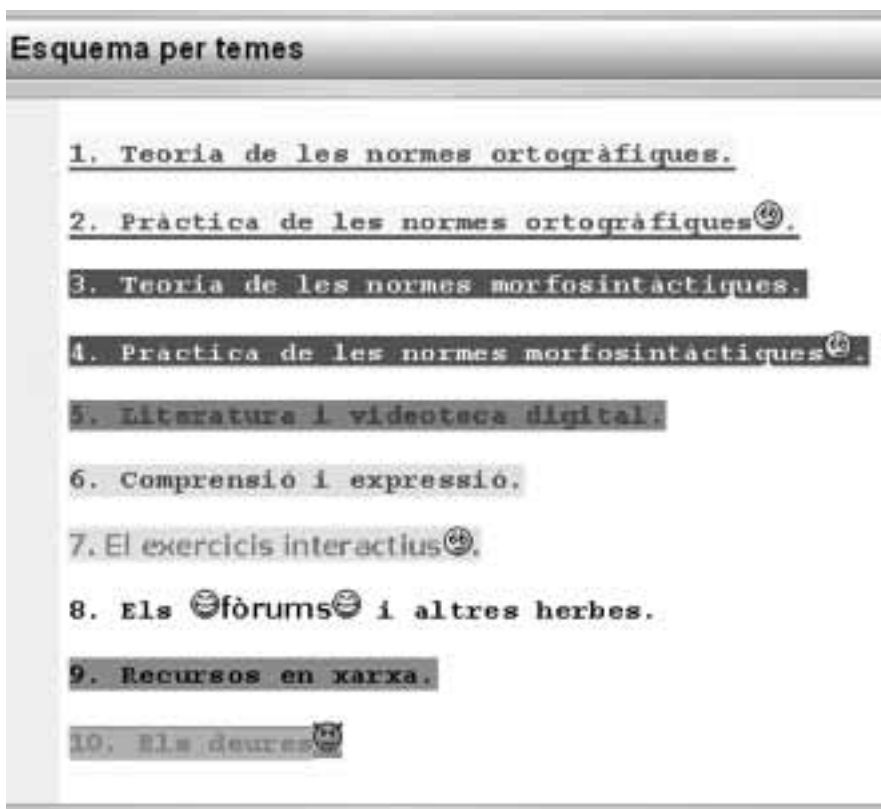 Esquema per temes
1. Teoria de les normes ortogràfiques.
2. Pràctica de les normes ortogràfiques.
3. Teoria de les normes morfosintàctiques.
4. Pràctica de les normes morfosintàctiques.
5. Literatura i videoteca digital.
6. Comprensió i expressió.
7. El exercicis interactius.
8. Els fòrums i altres herbes.
9. Recursos en xarxa.
10. Els deures